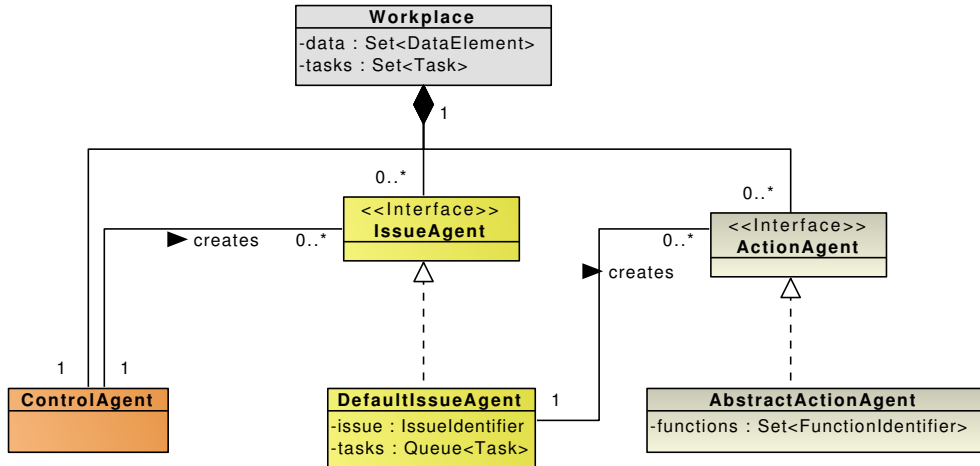 Workplace
-data : Set<DataElement>
-tasks : Set<Task>
1
0..*
0..*
<<Interface>>
IssueAgent
<<Interface>>
ActionAgent
creates
0..*
0..*
creates
1
1
ControlAgent
DefaultIssueAgent
-issue : IssueIdentifier
-tasks : Queue<Task>
1
AbstractActionAgent
-functions : Set<FunctionIdentifier>